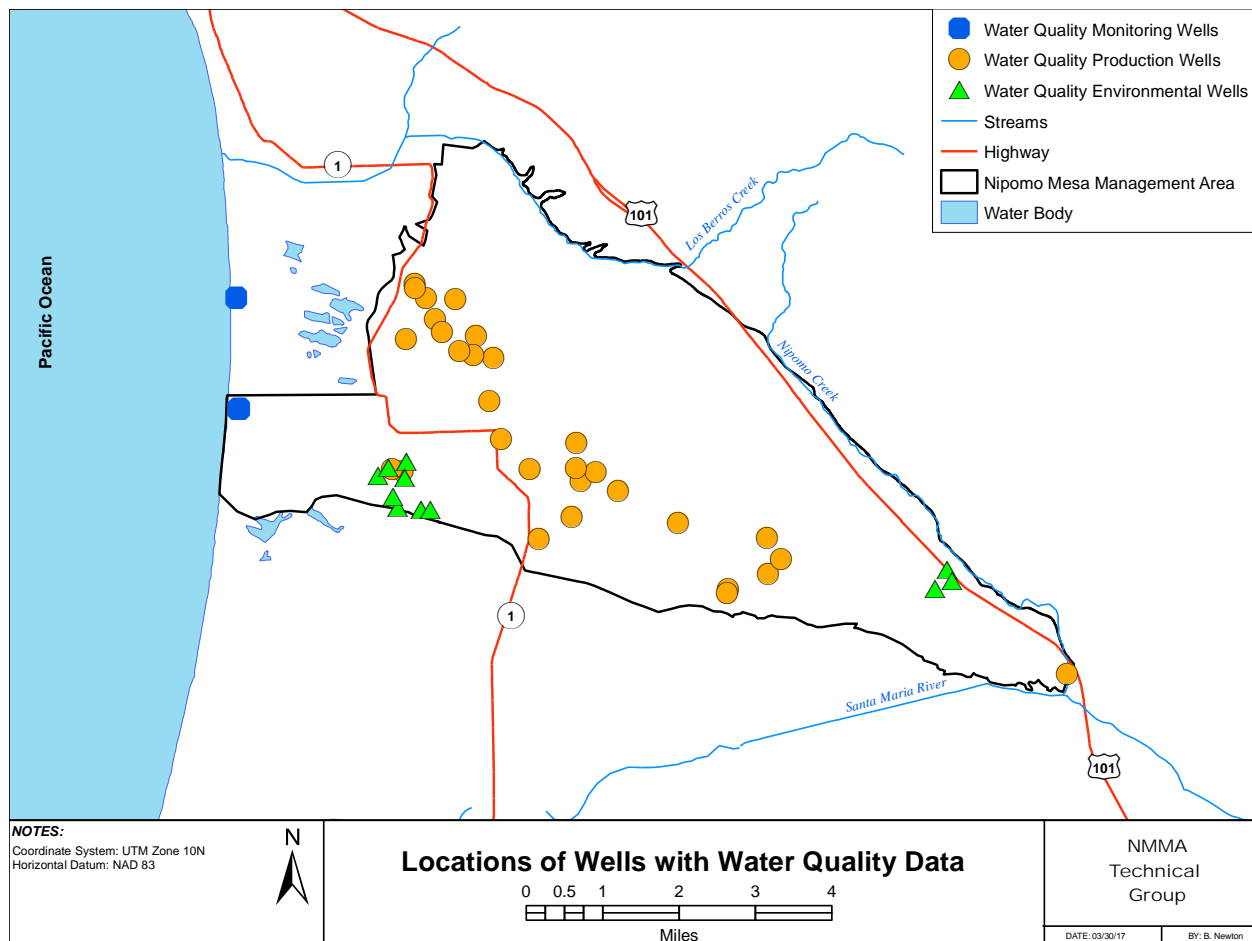 Water Quality Monitoring Wells
Water Quality Production Wells
Water Quality Environmental Wells
Streams
Highway
Nipomo Mesa Management Area
Water Body
1
101
Los Berros Creek
Pacific Ocean
Nipomo Creek
1
Santa Maria River
101
NOTES:
Coordinate System: UTM Zone 10N
Horizontal Datum: NAD 83
N
Locations of Wells with Water Quality Data
0 0.5 1 2 3 4
Miles
NMMA
Technical
Group
DATE: 03/30/17
BY: B. Newton